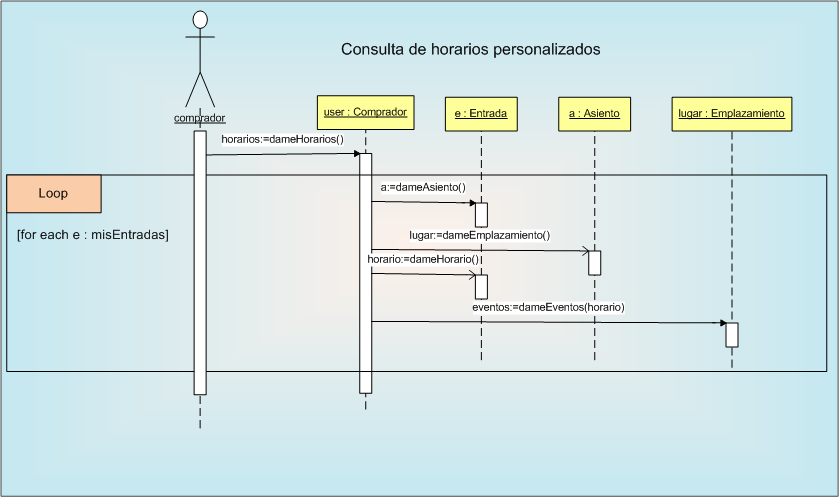 Consulta de horarios personalizados
comprador
user : Comprador
e : Entrada
a : Asiento
lugar : Emplazamiento
horarios:=dameHorarios()
Loop
a:=dameAsiento()
[for each e : misEntradas]
lugar:=dameEmplazamiento()
horario:=dameHorario()
eventos:=dameEventos(horario)